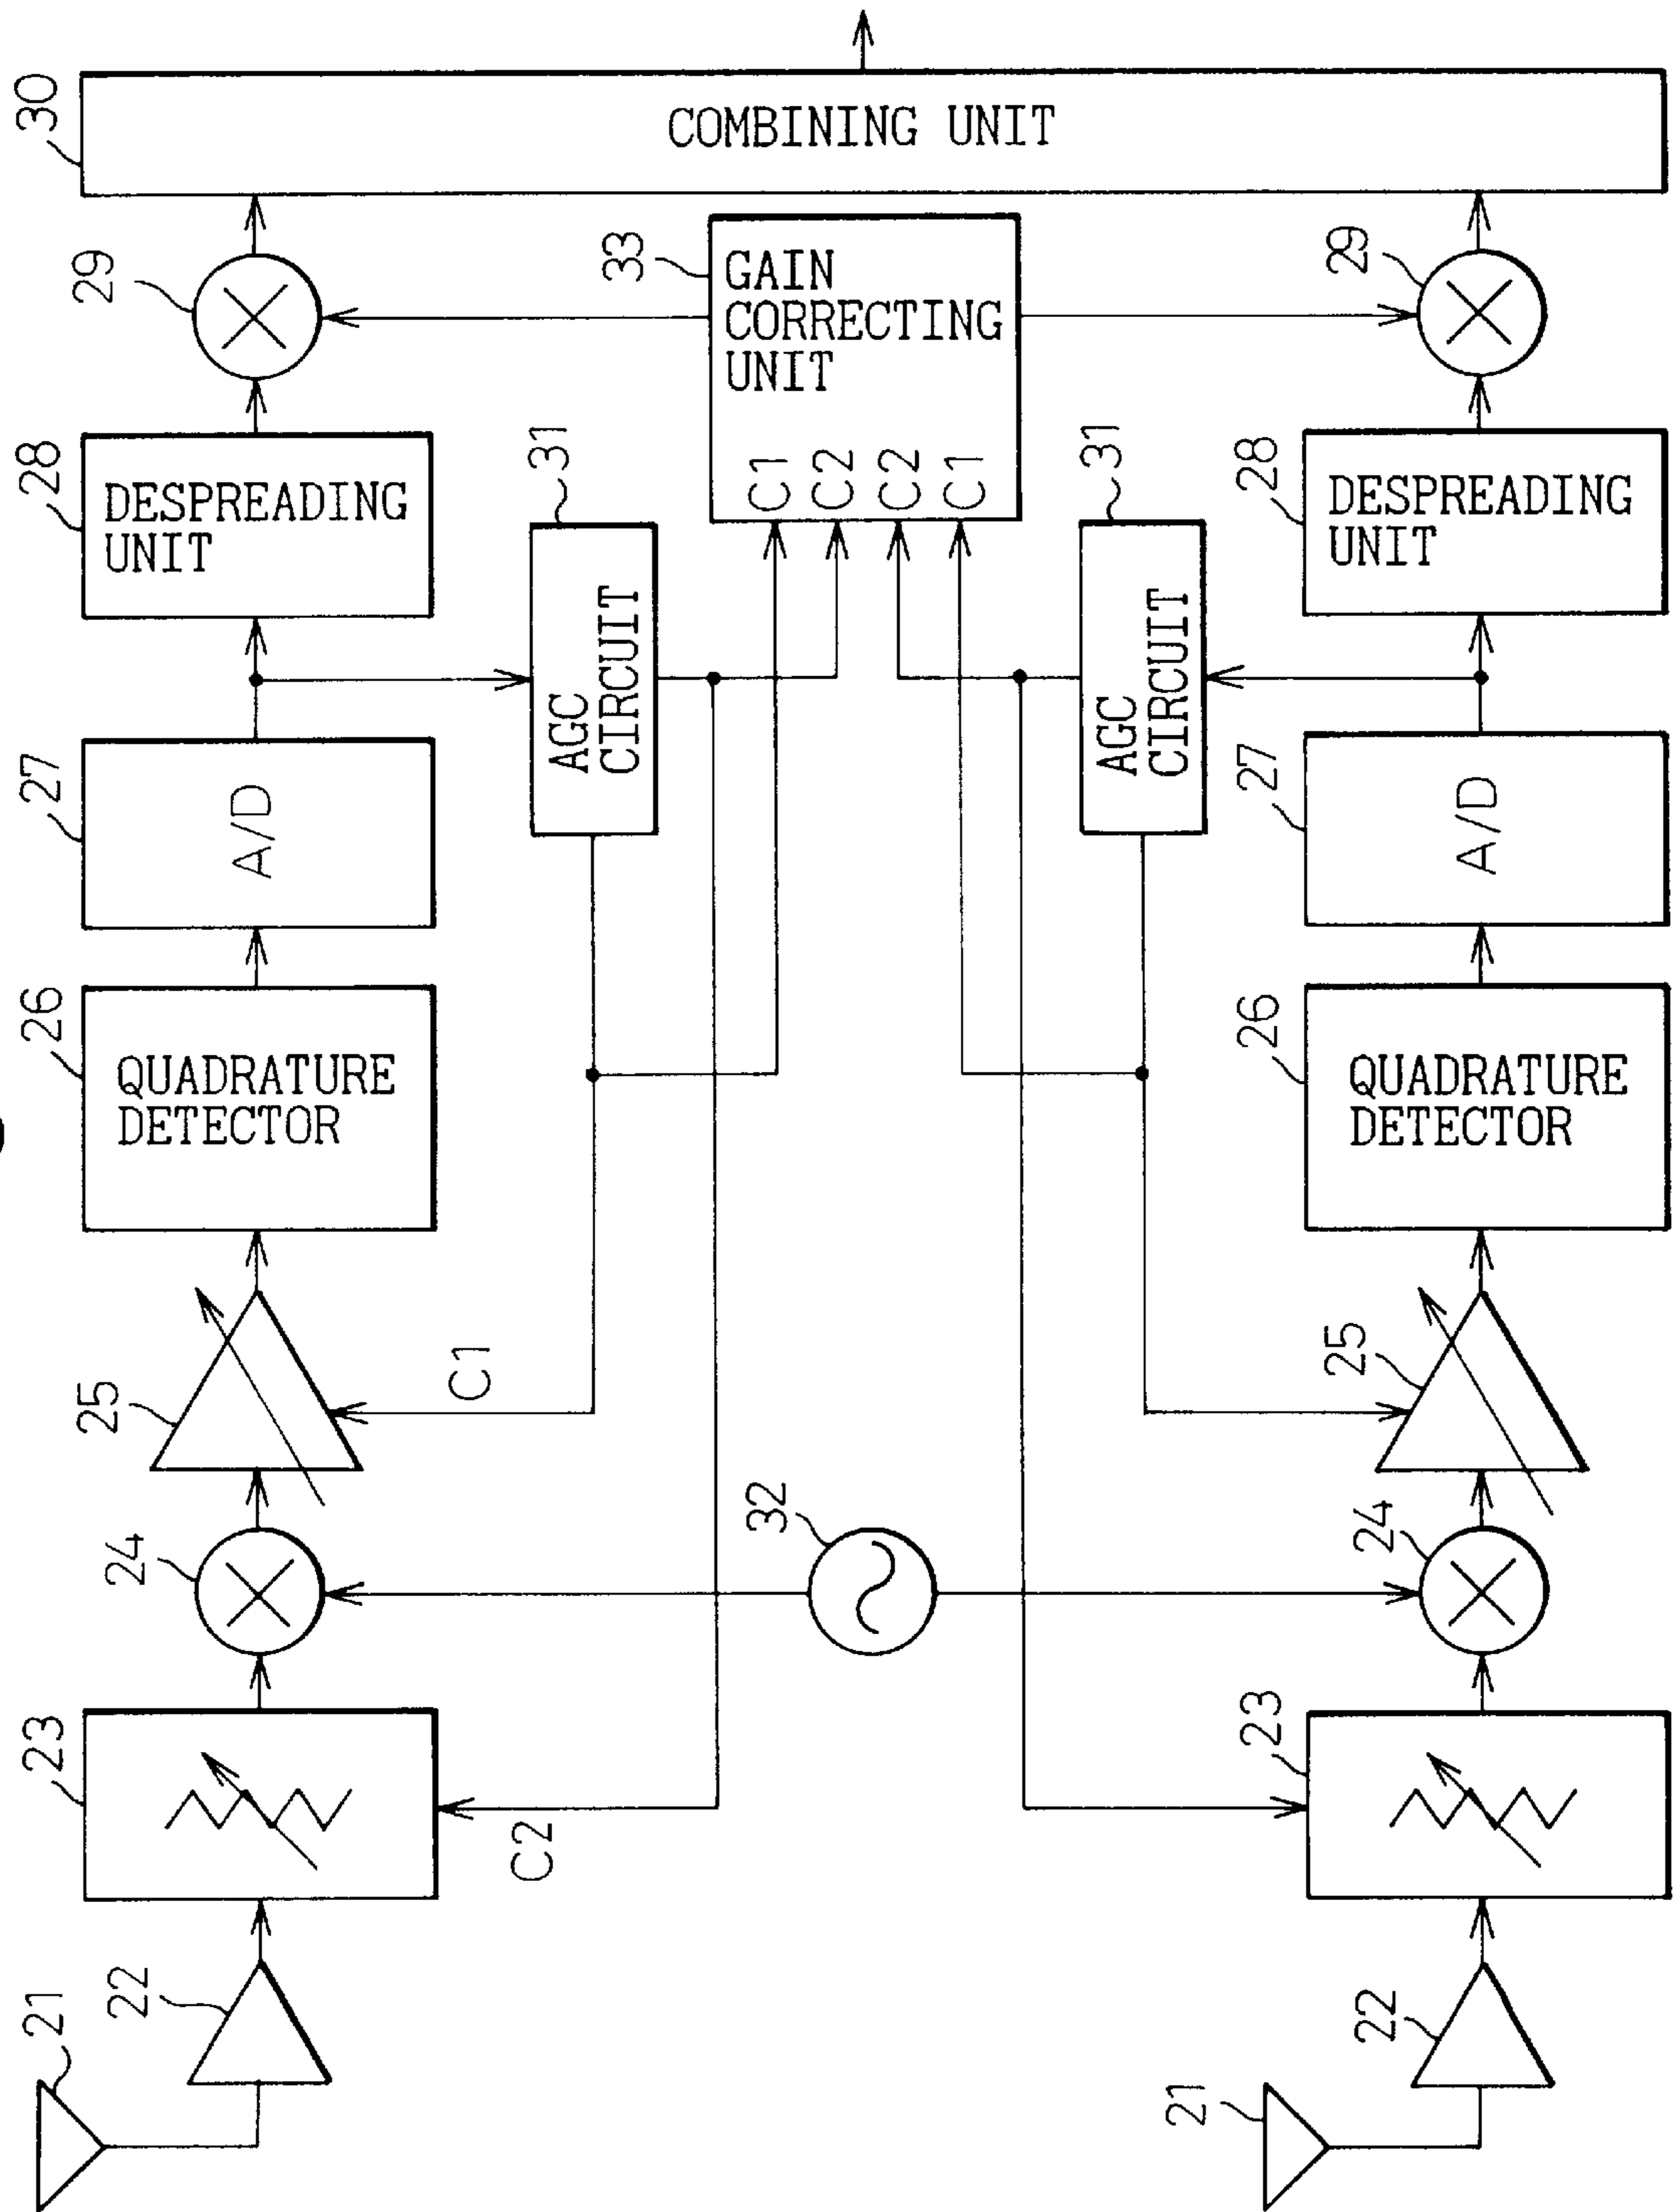 30
COMBINING UNIT
29
33
GAIN
CORRECTING
UNIT
C1
C2
C2
C1
29
28
DESPREADING
UNIT
31
AGC
CIRCUIT
31
AGC
CIRCUIT
28
DESPREADING
UNIT
27
A/D
27
A/D
26
QUADRATURE
DETECTOR
26
QUADRATURE
DETECTOR
25
C1
25
24
32
24
23
C2
23
21
22
21
22